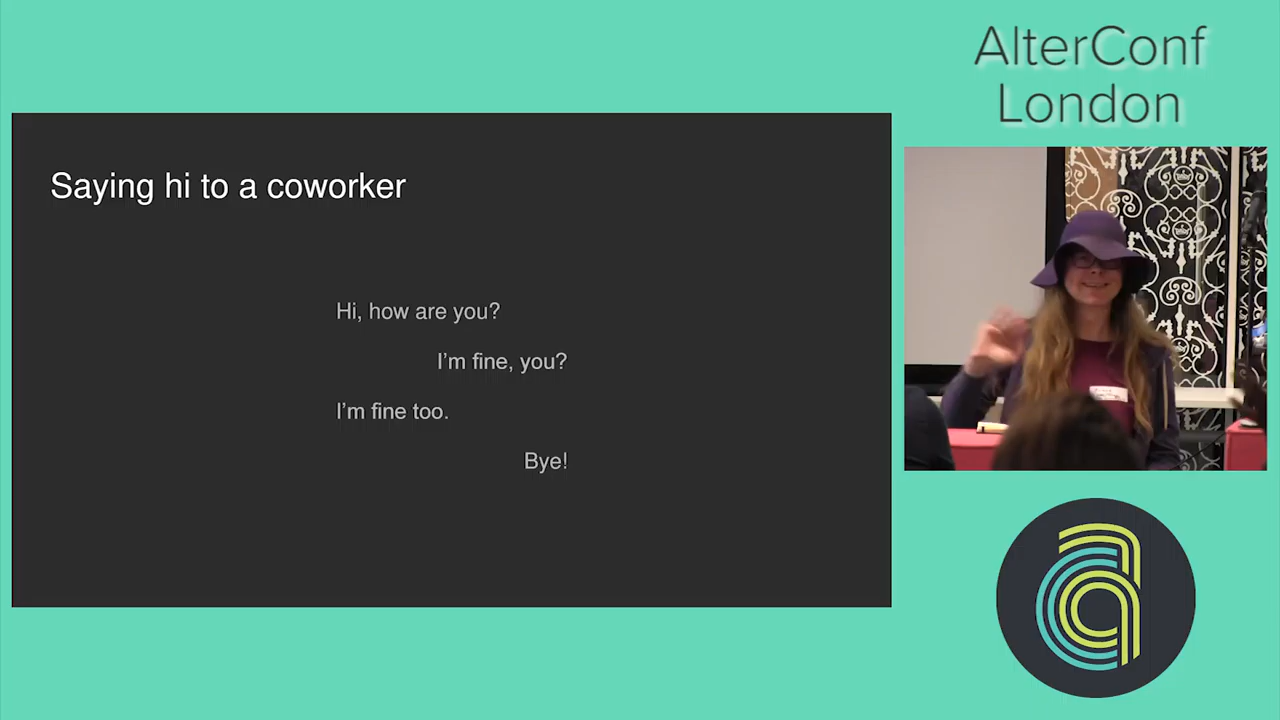 AlterConf
London
Saying hi to a coworker
Hi, how are you?
I’m fine, you?
I’m fine too.
Bye!